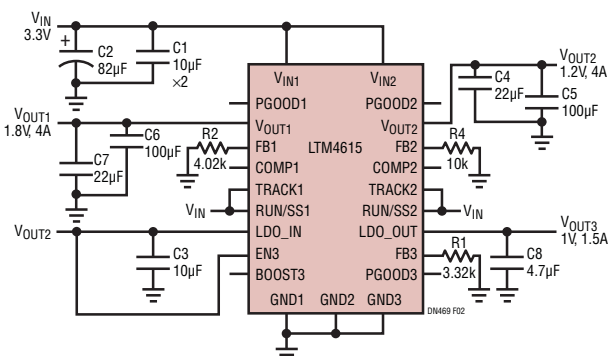 VIN
3.3V
+
C2
82µF
C1
10µF
×2
VIN1
VIN2
PGOOD1
PGOOD2
VOUT1
1.8V, 4A
VOUT1
VOUT2
VOUT2
1.2V, 4A
C4
22µF
C5
100µF
C7
22µF
C6
100µF
R2
4.02k
FB1
LTM4615
FB2
R4
10k
COMP1
COMP2
TRACK1
TRACK2
VIN
RUN/SS1
RUN/SS2
VIN
VOUT2
LDO_IN
LDO_OUT
VOUT3
1V, 1.5A
C3
10µF
EN3
FB3
R1
3.32k
C8
4.7µF
BOOST3
PGOOD3
GND1
GND2
GND3
DN469 F02